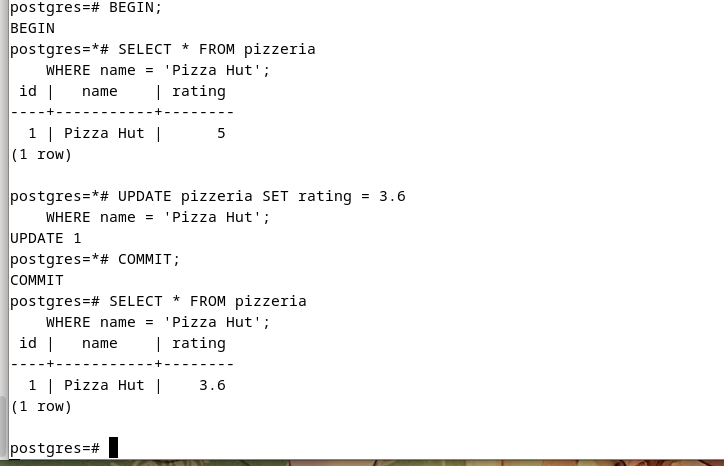 postgres=# BEGIN;
BEGIN
postgres=*# SELECT * FROM pizzeria
    WHERE name = 'Pizza Hut';
 id |   name    | rating
----+-----------+--------
  1 | Pizza Hut |      5
(1 row)

postgres=*# UPDATE pizzeria SET rating = 3.6
    WHERE name = 'Pizza Hut';
UPDATE 1
postgres=*# COMMIT;
COMMIT
postgres=# SELECT * FROM pizzeria
    WHERE name = 'Pizza Hut';
 id |   name    | rating
----+-----------+--------
  1 | Pizza Hut |    3.6
(1 row)

postgres=#